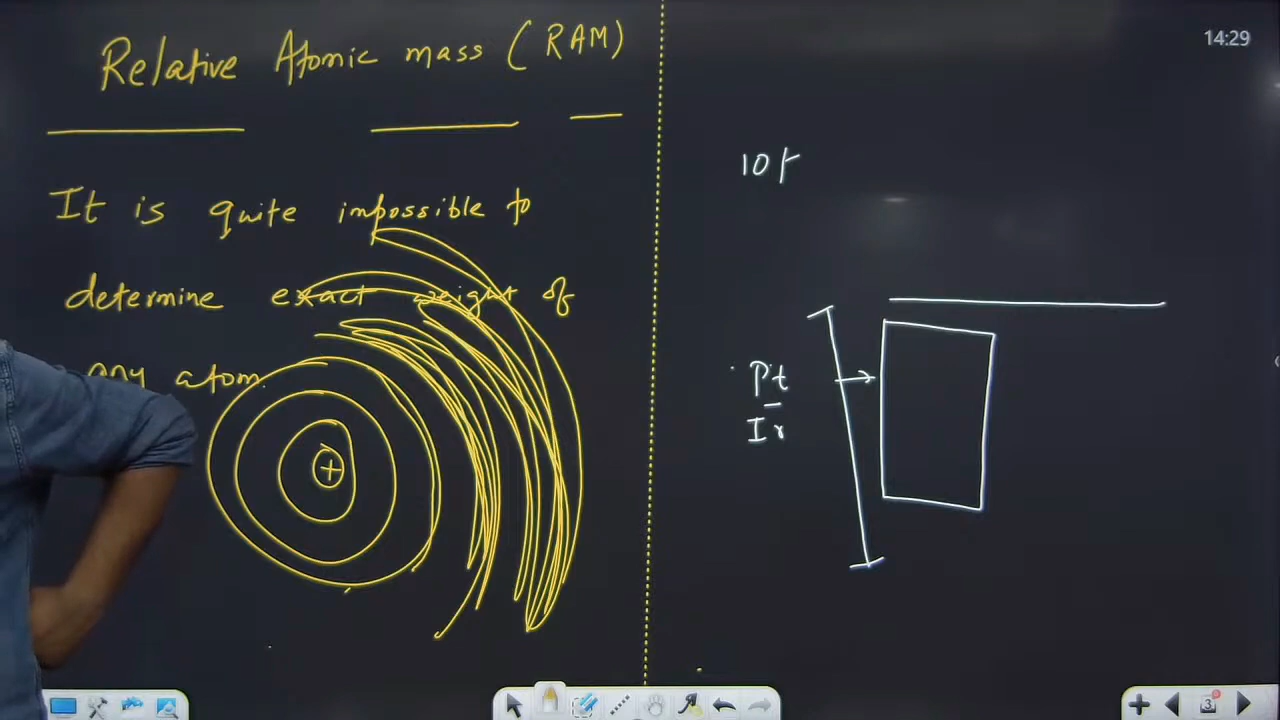 Relative Atomic mass (RAM)
It is quite impossible to
determine exact weight of
any atom.
+
14:29
10
Pt
Ir
3